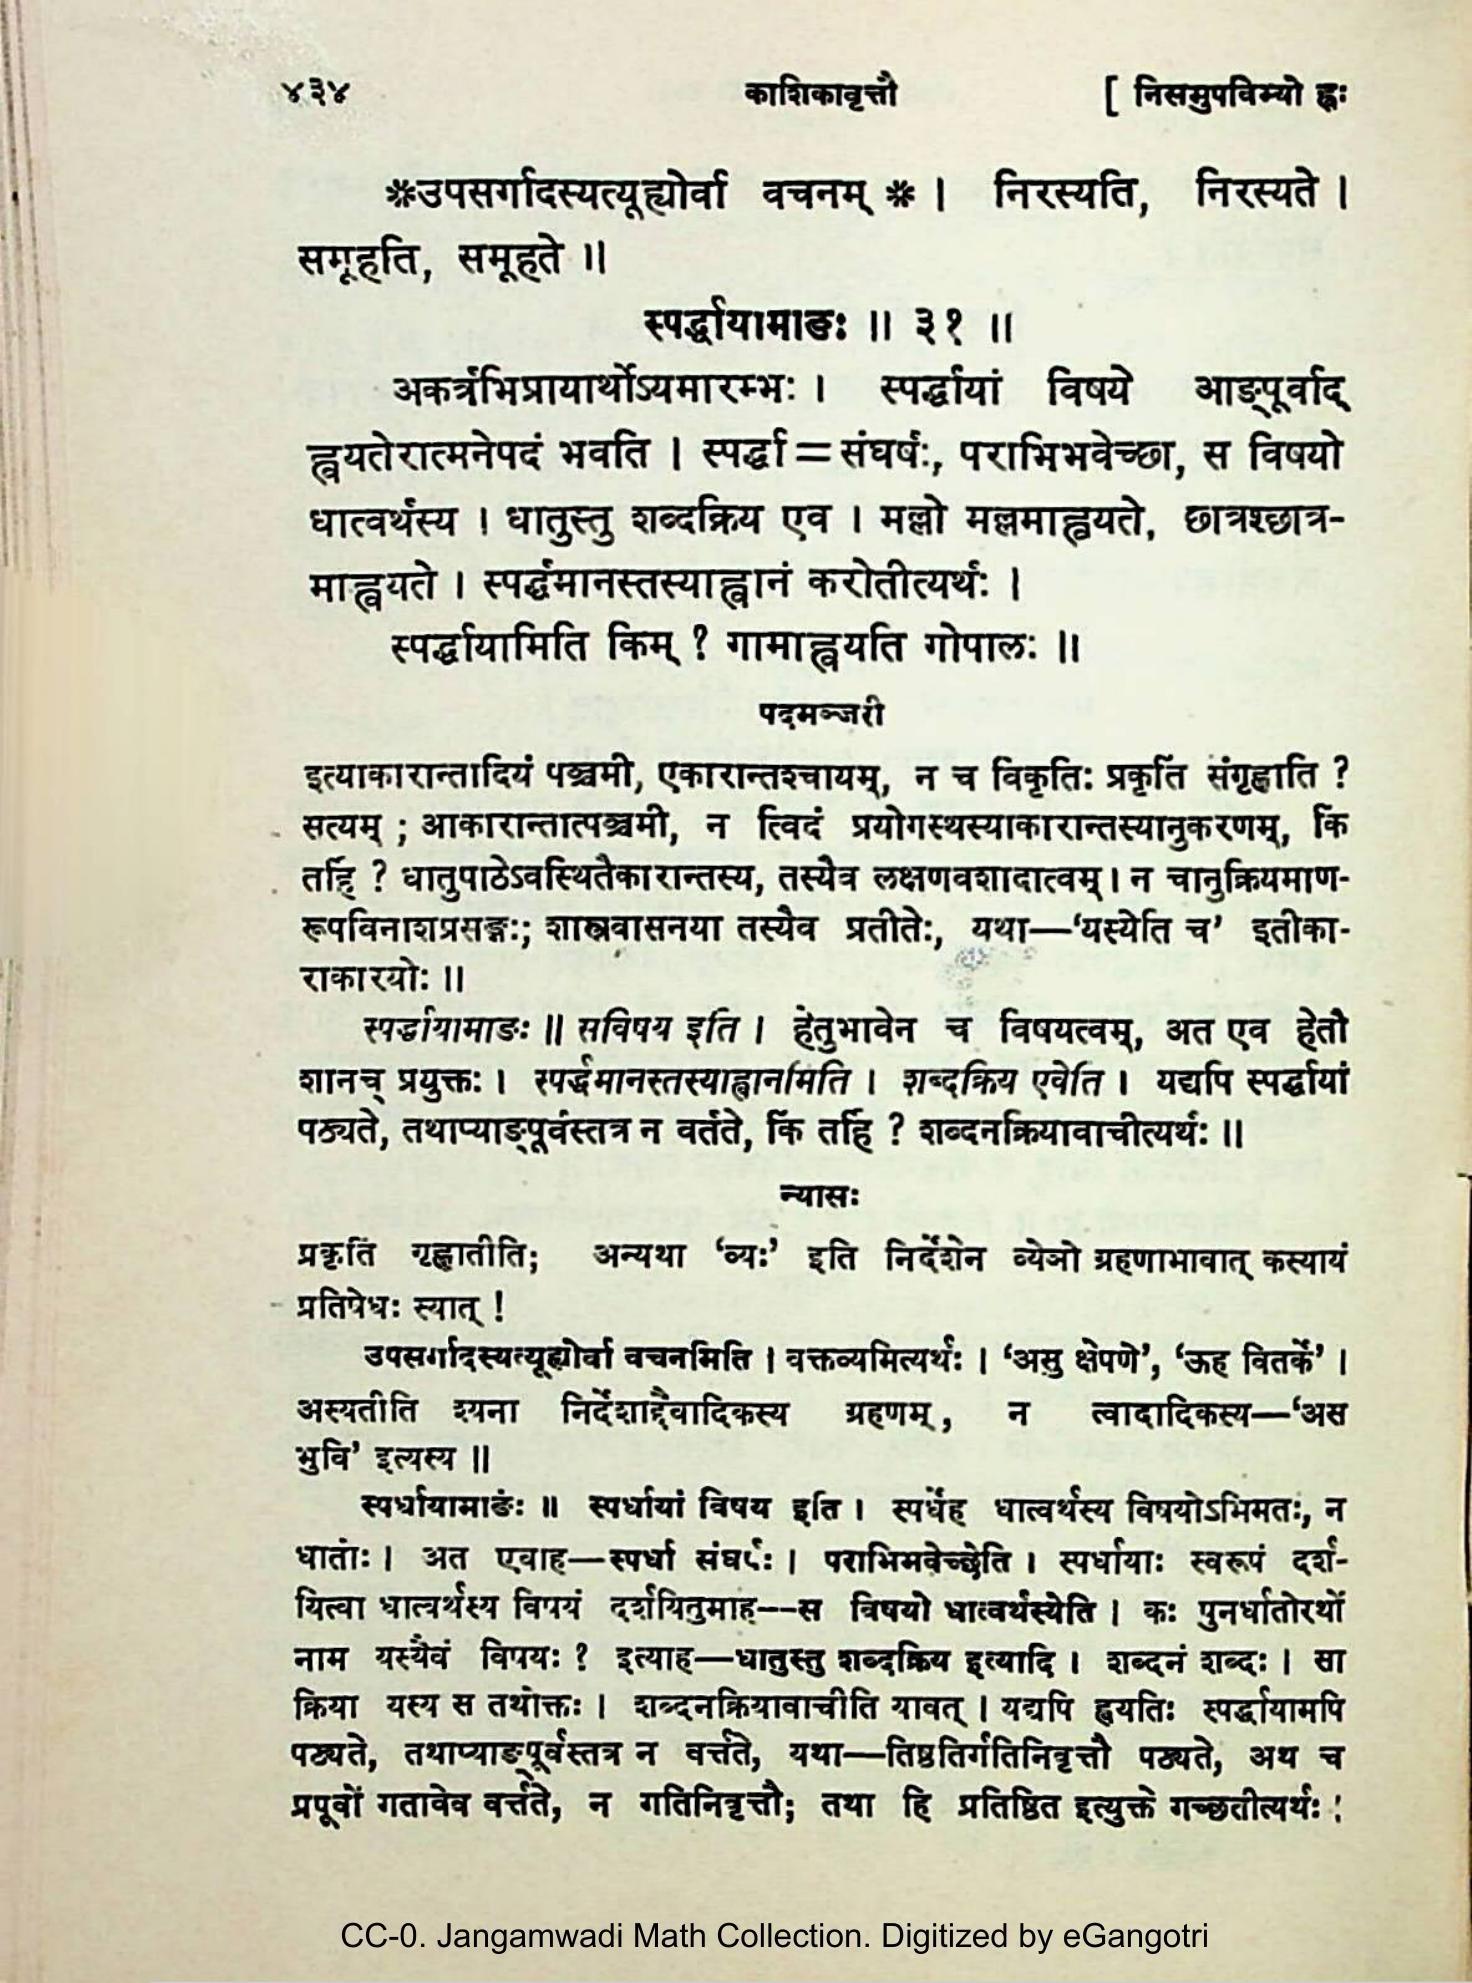 ४३४ काशिकावृत्तौ [ निसमुपविभ्यो ह्वः
*उपसर्गादस्यत्यूह्योर्वा वचनम् * । निरस्यति, निरस्यते ।
समूहति, समूहते ॥
स्पर्द्धायामाङः ॥ ३१ ॥
अकर्त्रभिप्रायार्थोऽयमारम्भः । स्पर्द्धायां विषये आङ्पूर्वाद्
ह्वयतेरात्मनेपदं भवति । स्पर्द्धा = संघर्षः, पराभिभवेच्छा, स विषयो
धात्वर्थस्य । धातुस्तु शब्दक्रिय एव । मल्लो मल्लमाह्वयते, छात्रश्छात्र-
माह्वयते । स्पर्द्धमानस्तस्याह्वानं करोतीत्यर्थः ।
स्पर्द्धायामिति किम् ? गामाह्वयति गोपालः ॥
पदमञ्जरी
इत्याकारान्तादियं पञ्चमी, एकारान्तश्चायम्, न च विकृतिः प्रकृतिं संगृह्णाति ?
सत्यम् ; आकारान्तात्पञ्चमी, न त्विदं प्रयोगस्थस्याकारान्तस्यानुकरणम्, किं
तर्हि ? धातुपाठेऽवस्थितैकारान्तस्य, तस्यैव लक्षणवशादात्वम् । न चानुक्रियमाण-
रूपविनाशप्रसङ्गः; शास्त्रवासनया तस्यैव प्रतीतेः, यथा—‘यस्येति च’ इतीका-
राकारयोः ॥
स्पर्द्धायामाङः ॥ सविषय इति । हेतुभावेन च विषयत्वम्, अत एव हेतौ
शानच् प्रयुक्तः । स्पर्द्धमानस्तस्याह्वानमिति । शब्दक्रिय एवेति । यद्यपि स्पर्द्धायां
पठ्यते, तथाप्याङ्पूर्वस्तत्र न वर्तते, किं तर्हि ? शब्दनक्रियावाचीत्यर्थः ॥
न्यासः
प्रकृतिं गृह्णातीति; अन्यथा ‘व्यः’ इति निर्देशेन व्येञो ग्रहणाभावात् कस्यायं
प्रतिषेधः स्यात् !
उपसर्गादस्यत्यूह्योर्वा वचनमिति । वक्तव्यमित्यर्थः । ‘असु क्षेपणे’, ‘ऊह वितर्के’ ।
अस्यतीति श्यना निर्देशाद्दैवादिकस्य ग्रहणम्, न त्वादादिकस्य—‘अस
भुवि’ इत्यस्य ॥
स्पर्धायामाङः ॥ स्पर्धायां विषय इति । स्पर्धेह धात्वर्थस्य विषयोऽभिमतः, न
धातोः । अत एवाह—स्पर्धा संघर्षः । पराभिभवेच्छेति । स्पर्धायाः स्वरूपं दर्श-
यित्वा धात्वर्थस्य विषयं दर्शयितुमाह—–स विषयो धात्वर्थस्येति । कः पुनर्धातोरर्थो
नाम यस्यैवं विषयः ? इत्याह—धातुस्तु शब्दक्रिय इत्यादि । शब्दनं शब्दः । सा
क्रिया यस्य स तथोक्तः । शब्दनक्रियावाचीति यावत् । यद्यपि ह्वयतिः स्पर्द्धायामपि
पठ्यते, तथाप्याङ्पूर्वस्तत्र न वर्त्तते, यथा—तिष्ठतिर्गतिनिवृत्तौ पठ्यते, अथ च
प्रपूर्वो गतावेव वर्त्तते, न गतिनिवृत्तौ; तथा हि प्रतिष्ठित इत्युक्ते गच्छतीत्यर्थः ।
CC-0. Jangamwadi Math Collection. Digitized by eGangotri